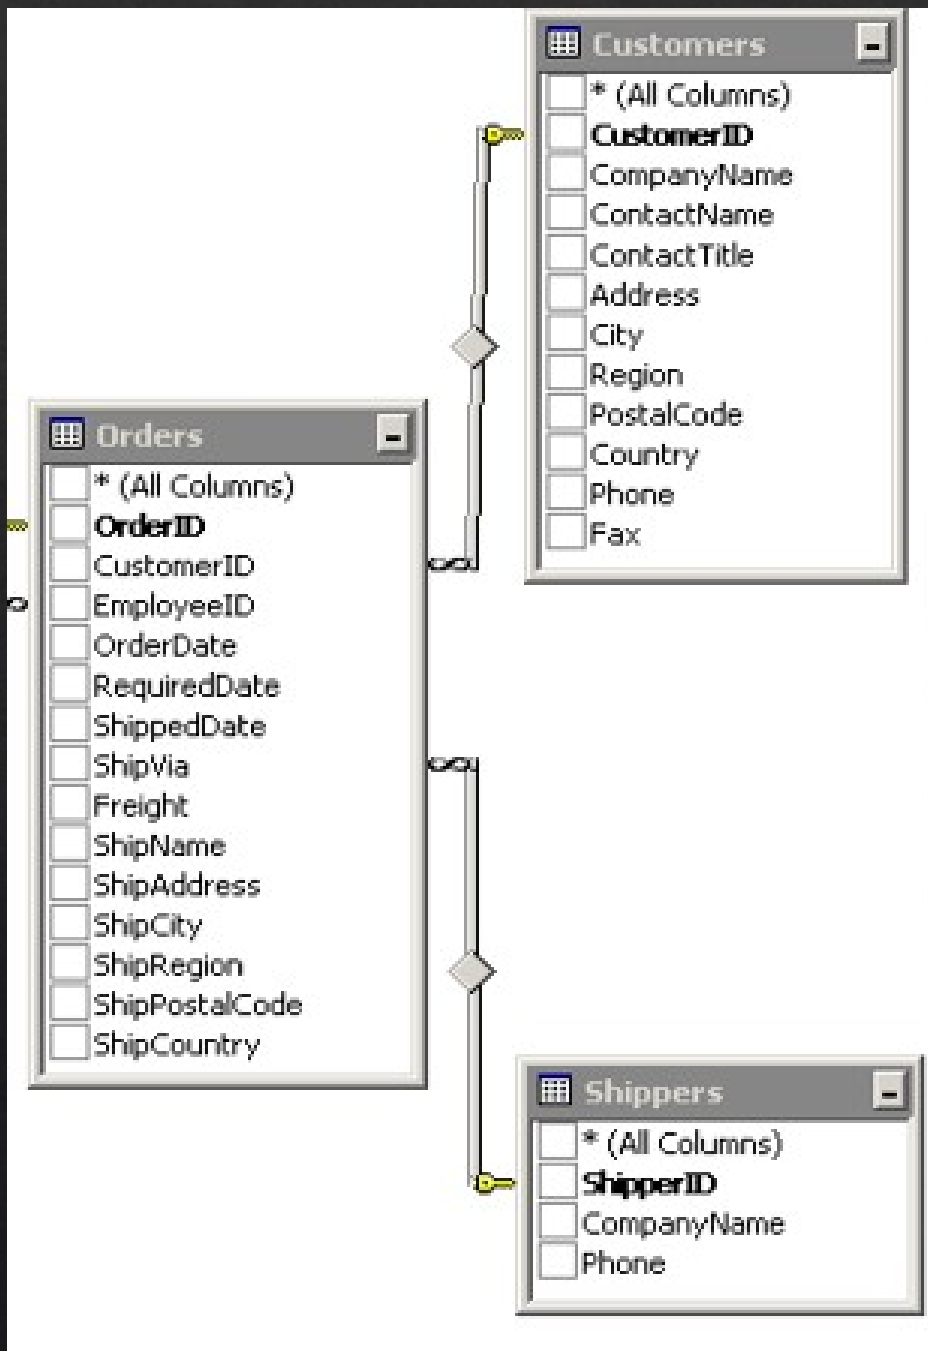 Customers
* (All Columns)
CustomerID
CompanyName
ContactName
ContactTitle
Address
City
Region
PostalCode
Country
Phone
Fax
Orders
* (All Columns)
OrderID
CustomerID
EmployeeID
OrderDate
RequiredDate
ShippedDate
ShipVia
Freight
ShipName
ShipAddress
ShipCity
ShipRegion
ShipPostalCode
ShipCountry
Shippers
* (All Columns)
ShipperID
CompanyName
Phone